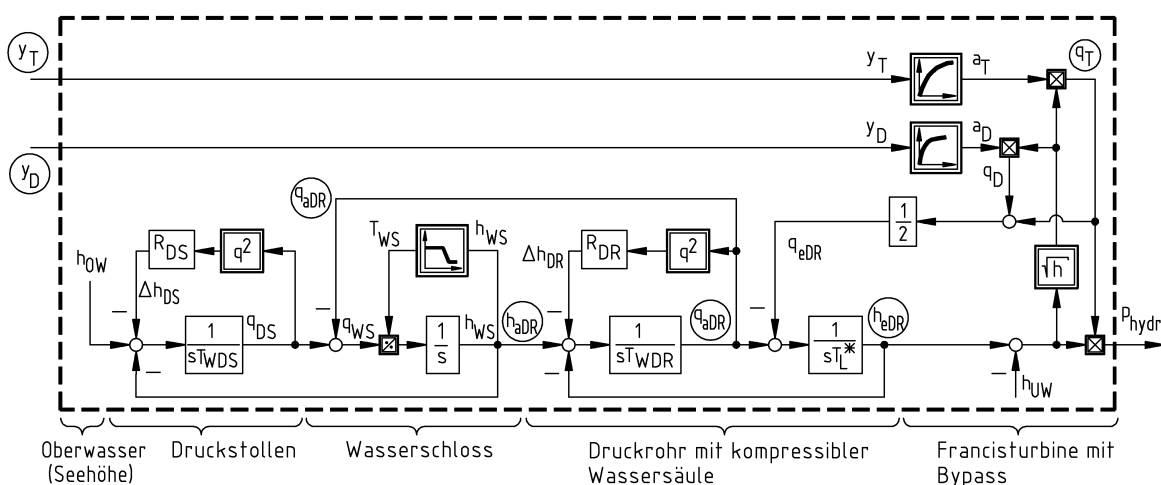 y_T
y_T
a_T
q_T
y_D
y_D
a_D
q_D
q_aDR
1/2
R_DS
q²
T_WS
h_WS
Δh_DR
R_DR
q²
q_eDR
√h
h_OW
Δh_DS
–
–
q_DS
q_WS
–
h_WS
h_aDR
–
q_aDR
–
h_eDR
P_hydr
1/sT_WDS
%
1/s
1/sT_WDR
1/sT_L*
–
–
–
h_UW
Oberwasser
(Seehöhe)
Druckstollen
Wasserschloss
Druckrohr mit kompressibler
Wassersäule
Francisturbine mit
Bypass